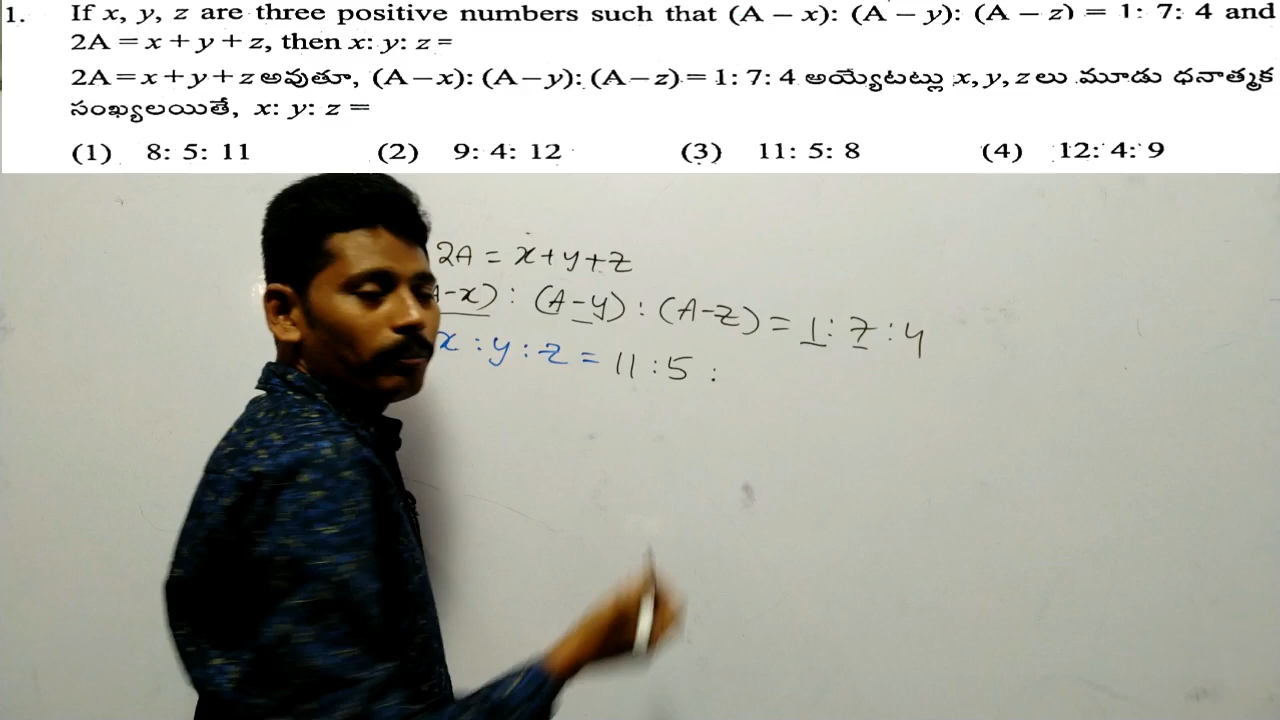 1. If x, y, z are three positive numbers such that (A – x): (A – y): (A – z) = 1: 7: 4 and
2A = x + y + z, then x: y: z =
2A = x + y + z అవుతూ, (A – x): (A – y): (A – z) = 1: 7: 4 అయ్యేటట్లు x, y, z లు మూడు ధనాత్మక
సంఖ్యలయితే, x: y: z =
(1) 8: 5: 11 (2) 9: 4: 12 (3) 11: 5: 8 (4) 12: 4: 9
2A = x+y+z
-x) : (A-y) : (A-z) = 1 : 7 : 4
x : y : z = 11 : 5 :